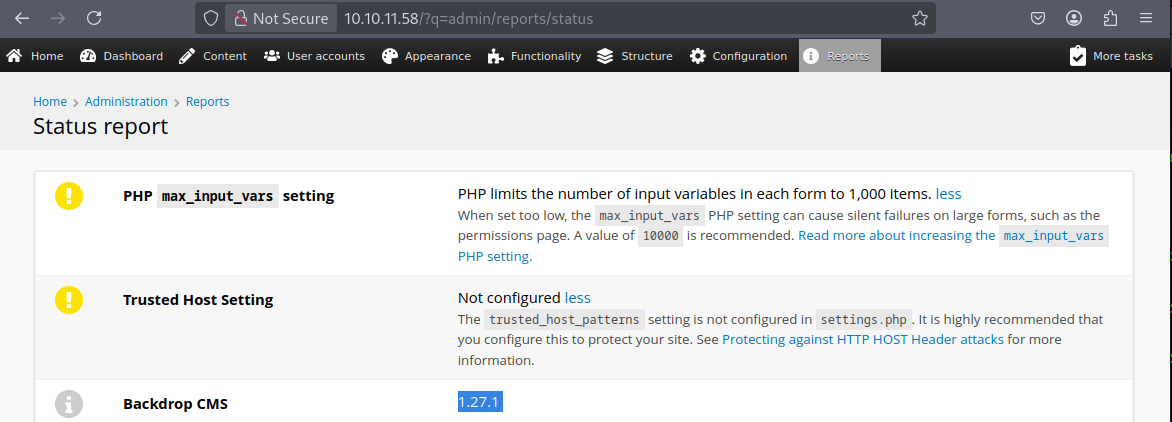 Not Secure 10.10.11.58/?q=admin/reports/status
Home Dashboard Content User accounts Appearance Functionality Structure Configuration Reports More tasks
Home › Administration › Reports
Status report
PHP max_input_vars setting
PHP limits the number of input variables in each form to 1,000 items. less
When set too low, the max_input_vars PHP setting can cause silent failures on large forms, such as the
permissions page. A value of 10000 is recommended. Read more about increasing the max_input_vars
PHP setting.
Trusted Host Setting
Not configured less
The trusted_host_patterns setting is not configured in settings.php. It is highly recommended that
you configure this to protect your site. See Protecting against HTTP HOST Header attacks for more
information.
Backdrop CMS
1.27.1